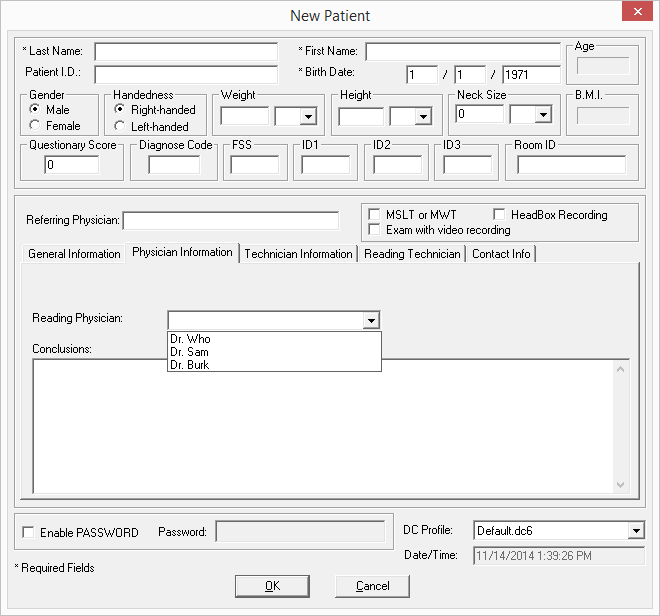 New Patient
* Last Name: * First Name: Age
Patient I.D.: * Birth Date: 1 / 1 / 1971
Gender Handedness Weight Height Neck Size B.M.I.
Male Right-handed 0
Female Left-handed
Questionary Score Diagnose Code FSS ID1 ID2 ID3 Room ID
0
Referring Physician: MSLT or MWT HeadBox Recording
Exam with video recording
General Information Physician Information Technician Information Reading Technician Contact Info
Reading Physician:
Dr. Who
Dr. Sam
Dr. Burk
Conclusions:
Enable PASSWORD Password: DC Profile: Default.dc6
Date/Time: 11/14/2014 1:39:26 PM
* Required Fields
OK Cancel